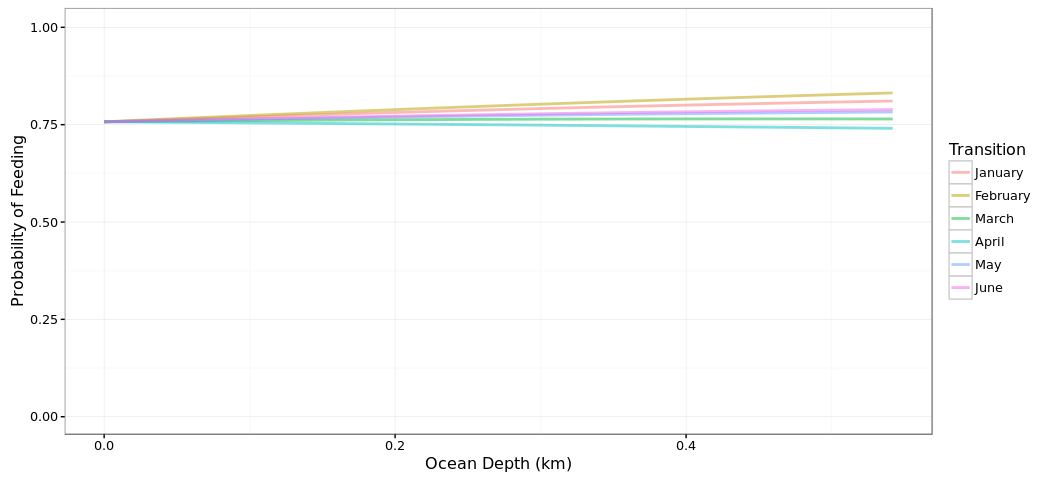 1.00
0.75
0.50
0.25
0.00
Probability of Feeding
0.0 0.2 0.4
Ocean Depth (km)
Transition
January
February
March
April
May
June